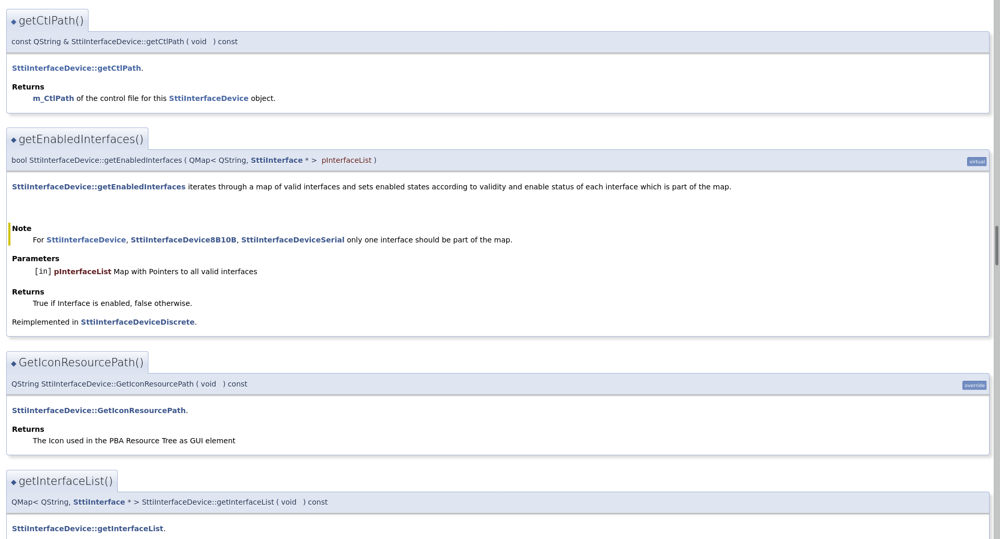 ◆ getCtlPath()
const QString & SttiInterfaceDevice::getCtlPath ( void ) const
SttiInterfaceDevice::getCtlPath.
Returns
m_CtlPath of the control file for this SttiInterfaceDevice object.
◆ getEnabledInterfaces()
bool SttiInterfaceDevice::getEnabledInterfaces ( QMap< QString, SttiInterface * > pInterfaceList )
virtual
SttiInterfaceDevice::getEnabledInterfaces iterates through a map of valid interfaces and sets enabled states according to validity and enable status of each interface which is part of the map.
Note
For SttiInterfaceDevice, SttiInterfaceDevice8B10B, SttiInterfaceDeviceSerial only one interface should be part of the map.
Parameters
[in] pInterfaceList Map with Pointers to all valid interfaces
Returns
True if Interface is enabled, false otherwise.
Reimplemented in SttiInterfaceDeviceDiscrete.
◆ GetIconResourcePath()
QString SttiInterfaceDevice::GetIconResourcePath ( void ) const
override
SttiInterfaceDevice::GetIconResourcePath.
Returns
The Icon used in the PBA Resource Tree as GUI element
◆ getInterfaceList()
QMap< QString, SttiInterface * > SttiInterfaceDevice::getInterfaceList ( void ) const
SttiInterfaceDevice::getInterfaceList.